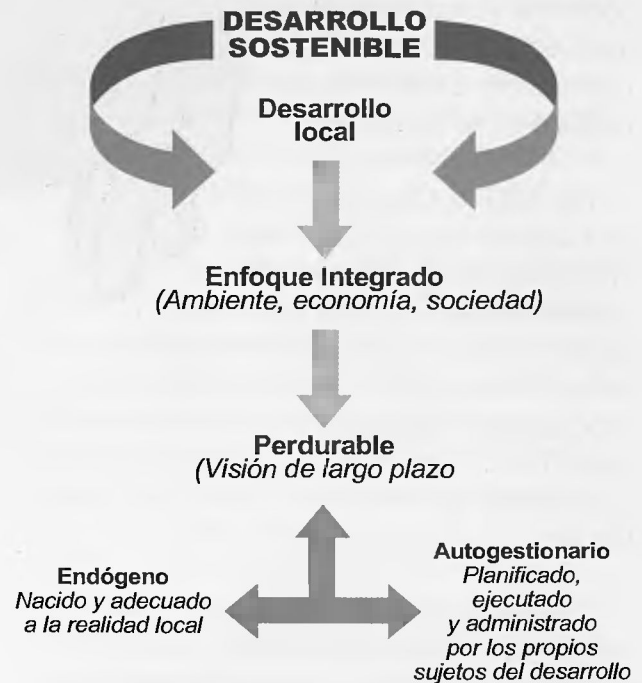 DESARROLLO
SOSTENIBLE
Desarrollo
local
Enfoque Integrado
(Ambiente, economía, sociedad)
Perdurable
(Visión de largo plazo
Endógeno
Nacido y adecuado
a la realidad local
Autogestionario
Planificado,
ejecutado
y administrado
por los propios
sujetos del desarrollo